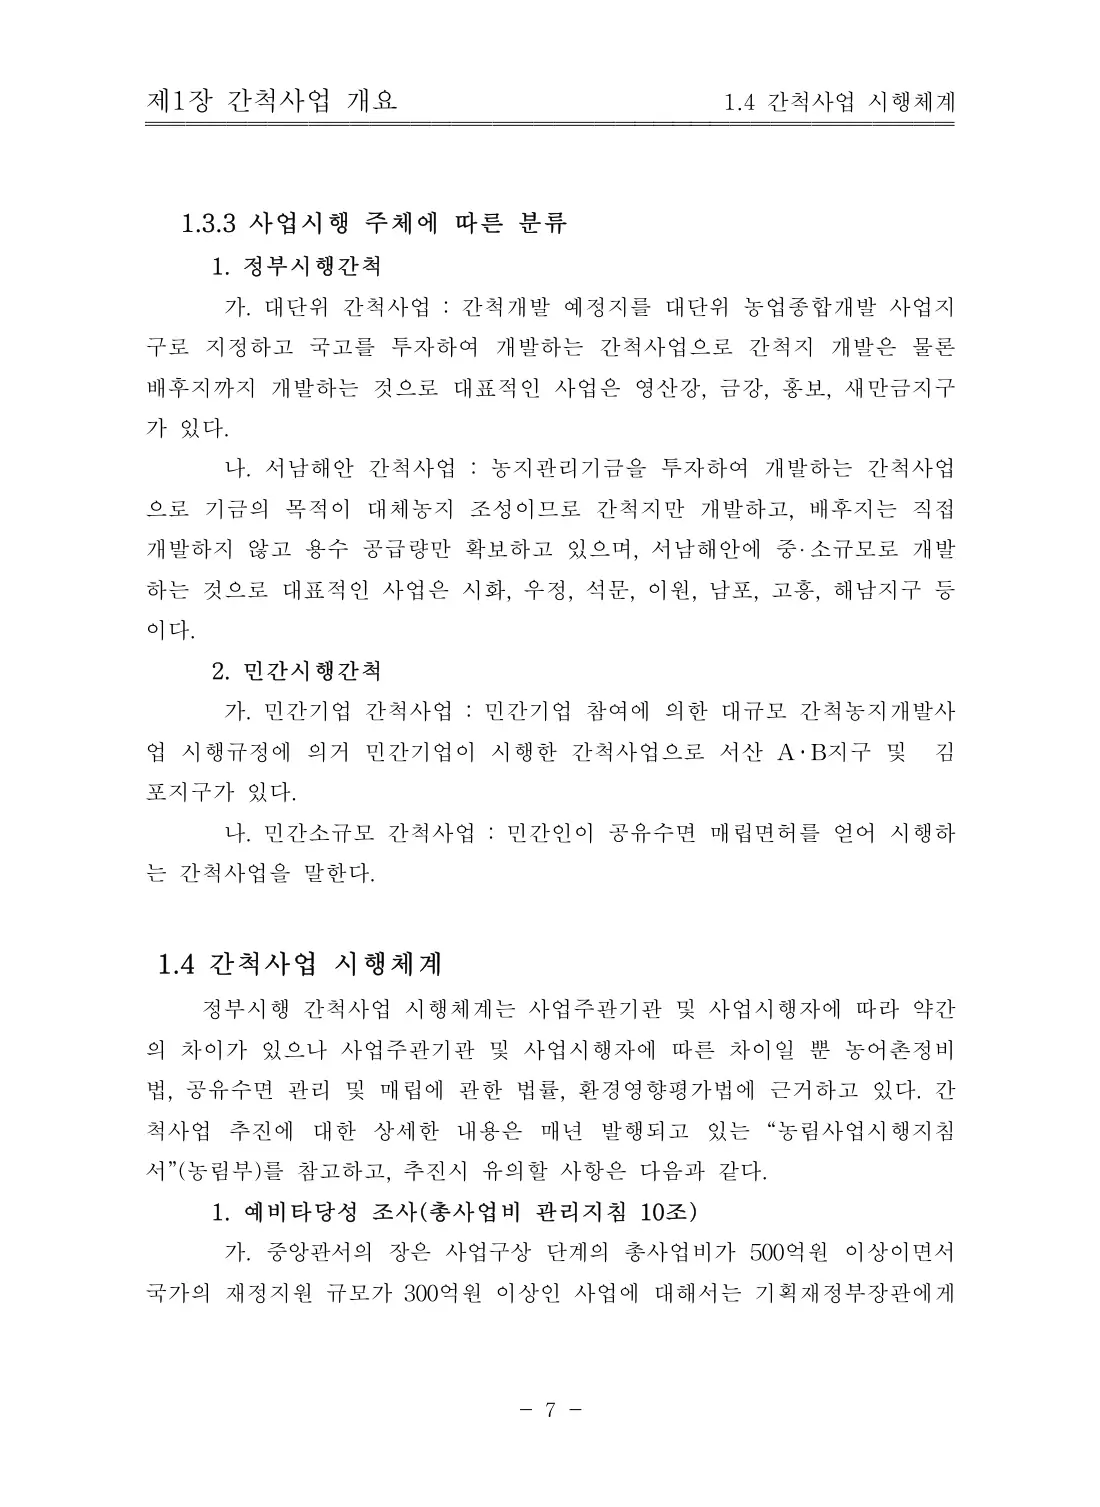 제1장 간척사업 개요
1.4 간척사업 시행체계
1.3.3 사업시행 주체에 따른 분류
1. 정부시행간척
가. 대단위 간척사업 : 간척개발 예정지를 대단위 농업종합개발 사업지
구로 지정하고 국고를 투자하여 개발하는 간척사업으로 간척지 개발은 물론
배후지까지 개발하는 것으로 대표적인 사업은 영산강, 금강, 홍보, 새만금지구
가 있다.
나. 서남해안 간척사업 : 농지관리기금을 투자하여 개발하는 간척사업
으로 기금의 목적이 대체농지 조성이므로 간척지만 개발하고, 배후지는 직접
개발하지 않고 용수 공급량만 확보하고 있으며, 서남해안에 중·소규모로 개발
하는 것으로 대표적인 사업은 시화, 우정, 석문, 이원, 남포, 고흥, 해남지구 등
이다.
2. 민간시행간척
가. 민간기업 간척사업 : 민간기업 참여에 의한 대규모 간척농지개발사
업 시행규정에 의거 민간기업이 시행한 간척사업으로 서산 A·B지구 및 김
포지구가 있다.
나. 민간소규모 간척사업 : 민간인이 공유수면 매립면허를 얻어 시행하
는 간척사업을 말한다.
1.4 간척사업 시행체계
정부시행 간척사업 시행체계는 사업주관기관 및 사업시행자에 따라 약간
의 차이가 있으나 사업주관기관 및 사업시행자에 따른 차이일 뿐 농어촌정비
법, 공유수면 관리 및 매립에 관한 법률, 환경영향평가법에 근거하고 있다. 간
척사업 추진에 대한 상세한 내용은 매년 발행되고 있는 “농림사업시행지침
서”(농림부)를 참고하고, 추진시 유의할 사항은 다음과 같다.
1. 예비타당성 조사(총사업비 관리지침 10조)
가. 중앙관서의 장은 사업구상 단계의 총사업비가 500억원 이상이면서
국가의 재정지원 규모가 300억원 이상인 사업에 대해서는 기획재정부장관에게
- 7 -